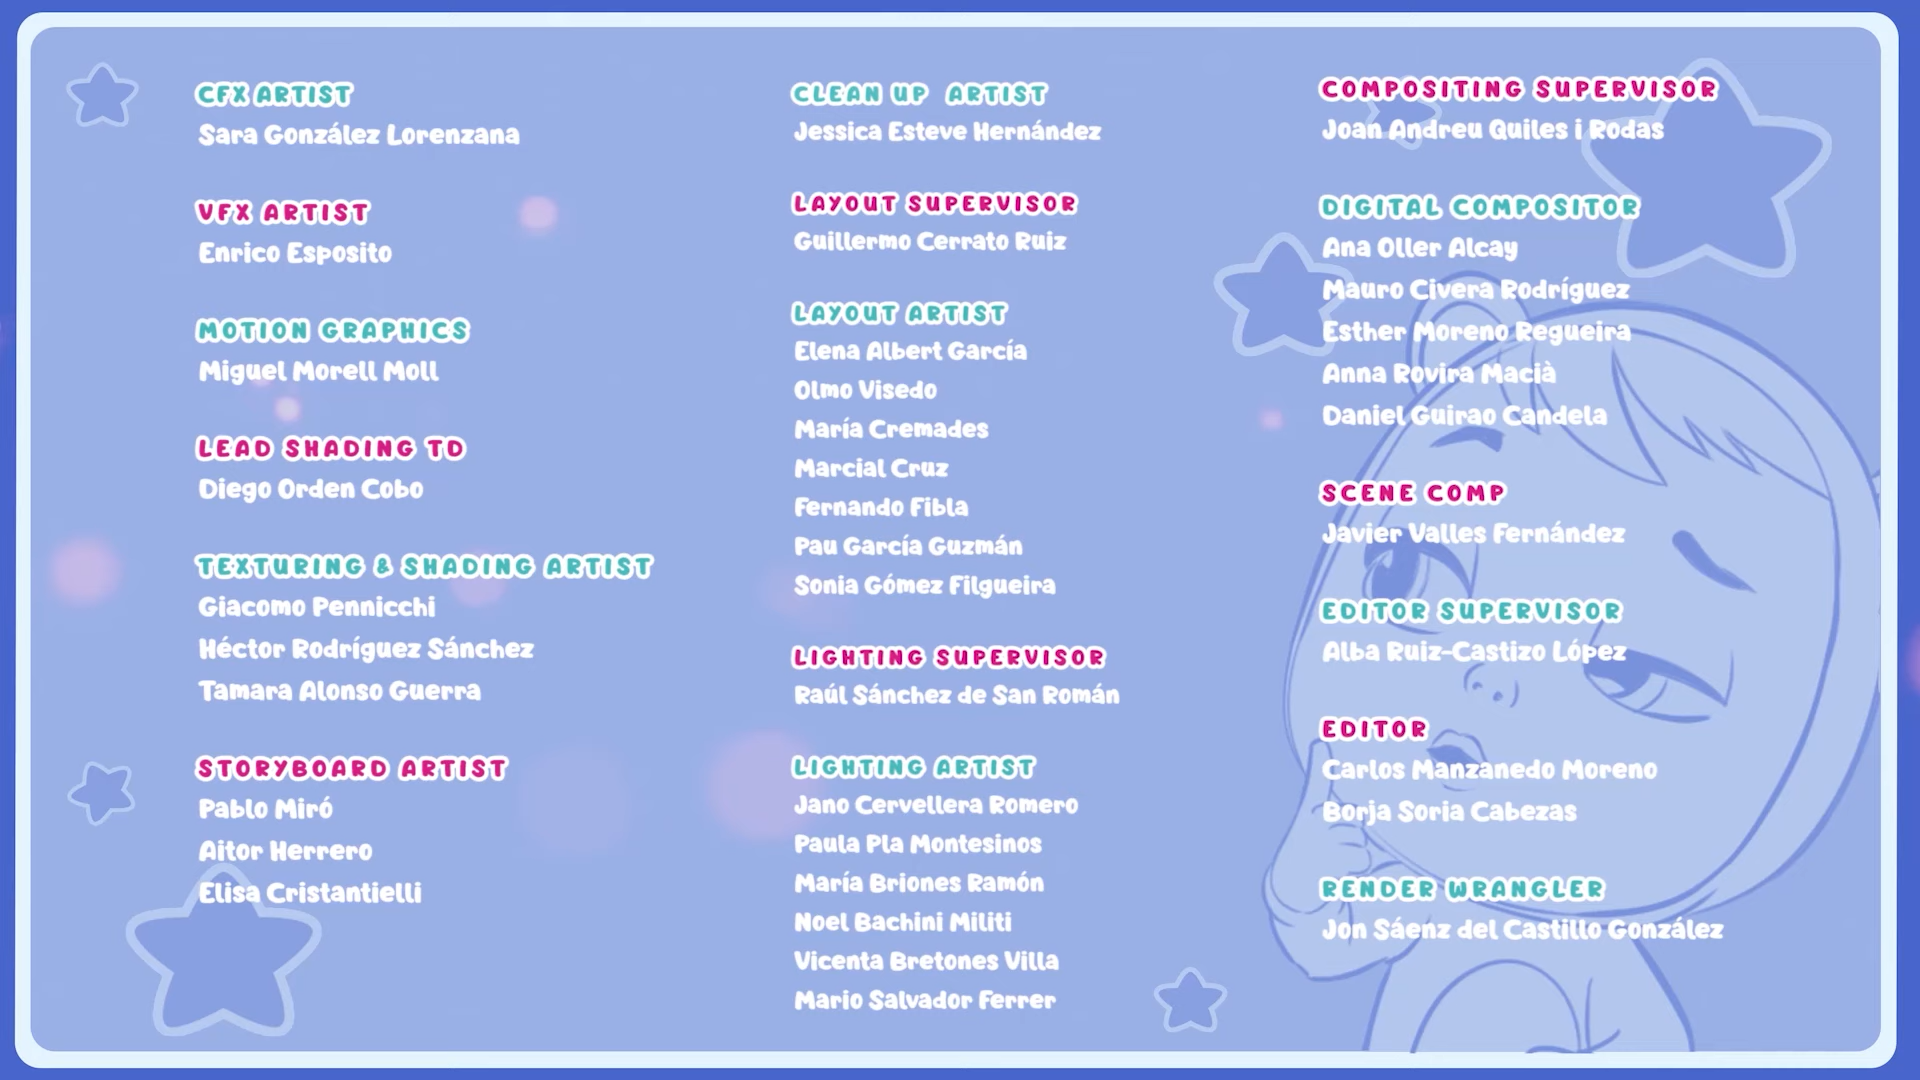 CFX ARTIST
Sara González Lorenzana
VFX ARTIST
Enrico Esposito
MOTION GRAPHICS
Miguel Morell Moll
LEAD SHADING TD
Diego Orden Cobo
TEXTURING & SHADING ARTIST
Giacomo Pennicchi
Héctor Rodríguez Sánchez
Tamara Alonso Guerra
STORYBOARD ARTIST
Pablo Miró
Aitor Herrero
Elisa Cristantielli
CLEAN UP ARTIST
Jessica Esteve Hernández
LAYOUT SUPERVISOR
Guillermo Cerrato Ruiz
LAYOUT ARTIST
Elena Albert García
Olmo Visedo
María Cremades
Marcial Cruz
Fernando Fibla
Pau García Guzmán
Sonia Gómez Filgueira
LIGHTING SUPERVISOR
Raúl Sánchez de San Román
LIGHTING ARTIST
Jano Cervellera Romero
Paula Pla Montesinos
María Briones Ramón
Noel Bachini Militi
Vicenta Bretones Villa
Mario Salvador Ferrer
COMPOSITING SUPERVISOR
Joan Andreu Quiles i Rodas
DIGITAL COMPOSITOR
Ana Oller Alcay
Mauro Civera Rodríguez
Esther Moreno Regueira
Anna Rovira Macià
Daniel Guirao Candela
SCENE COMP
Javier Valles Fernández
EDITOR SUPERVISOR
Alba Ruiz-Castizo López
EDITOR
Carlos Manzanedo Moreno
Borja Soria Cabezas
RENDER WRANGLER
Jon Sáenz del Castillo González